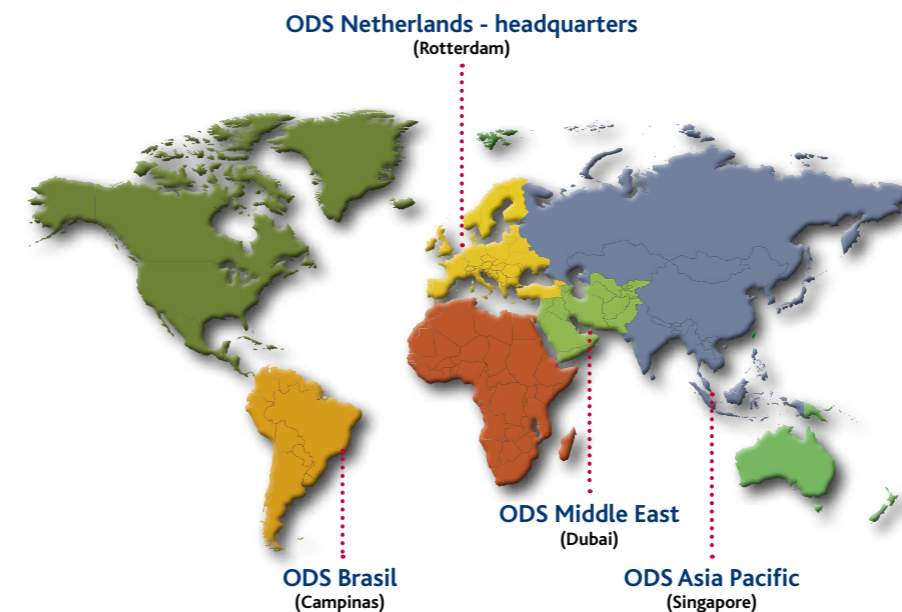 ODS Netherlands - headquarters
(Rotterdam)
ODS Middle East
(Dubai)
ODS Brasil
(Campinas)
ODS Asia Pacific
(Singapore)